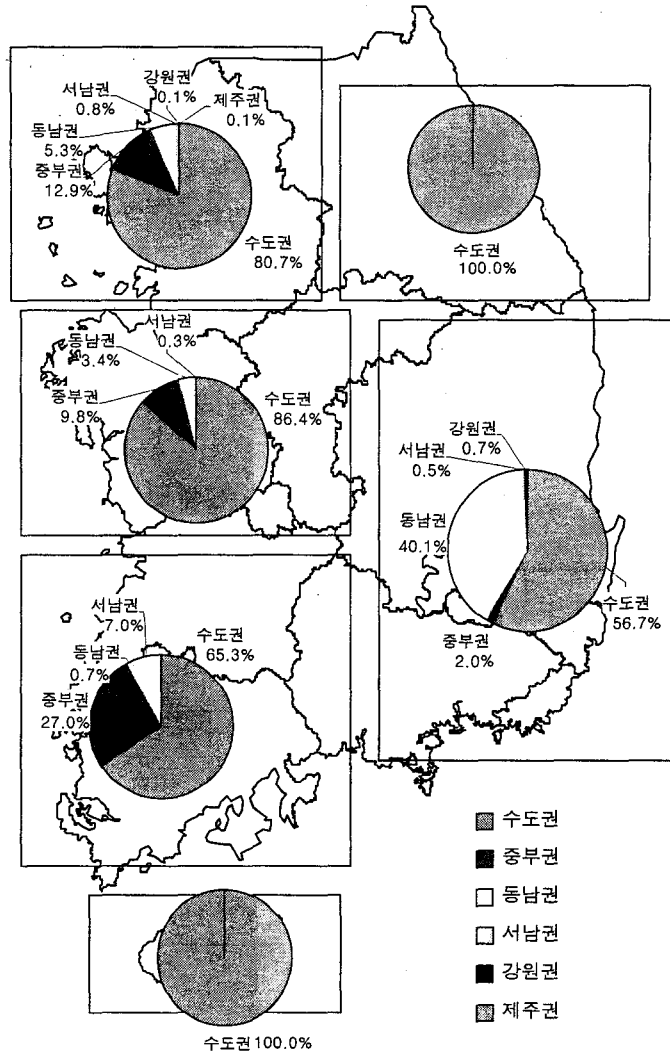 강원권
0.1%
서남권
0.8%
제주권
0.1%
동남권
5.3%
중부권
12.9%
수도권
80.7%
수도권
100.0%
서남권
0.3%
동남권
3.4%
중부권
9.8%
수도권
86.4%
강원권
0.7%
서남권
0.5%
동남권
40.1%
수도권
56.7%
중부권
2.0%
서남권
7.0%
수도권
65.3%
동남권
0.7%
중부권
27.0%
수도권
중부권
동남권
서남권
강원권
제주권
수도권100.0%